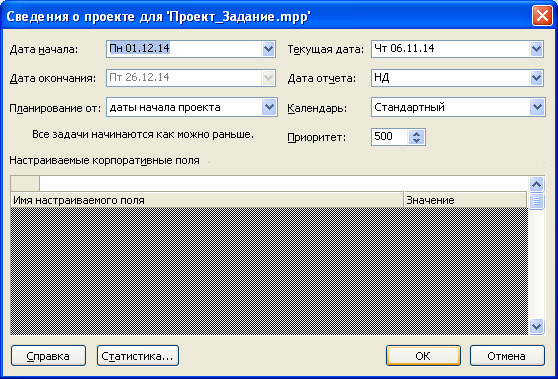 Сведения о проекте для 'Проект_Задание.mpp'
Дата начала: Пн 01.12.14 Текущая дата: Чт 06.11.14
Дата окончания: Пт 26.12.14 Дата отчета: НД
Планирование от: даты начала проекта Календарь: Стандартный
Все задачи начинаются как можно раньше. Приоритет: 500
Настраиваемые корпоративные поля
Имя настраиваемого поля Значение
Справка Статистика... ОК Отмена